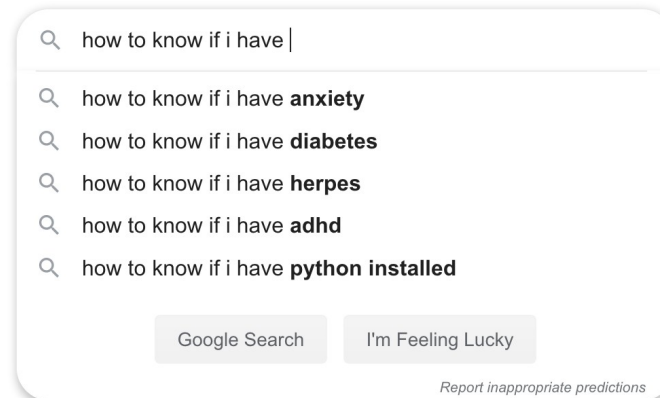 how to know if i have
how to know if i have anxiety
how to know if i have diabetes
how to know if i have herpes
how to know if i have adhd
how to know if i have python installed
Google Search I'm Feeling Lucky
Report inappropriate predictions